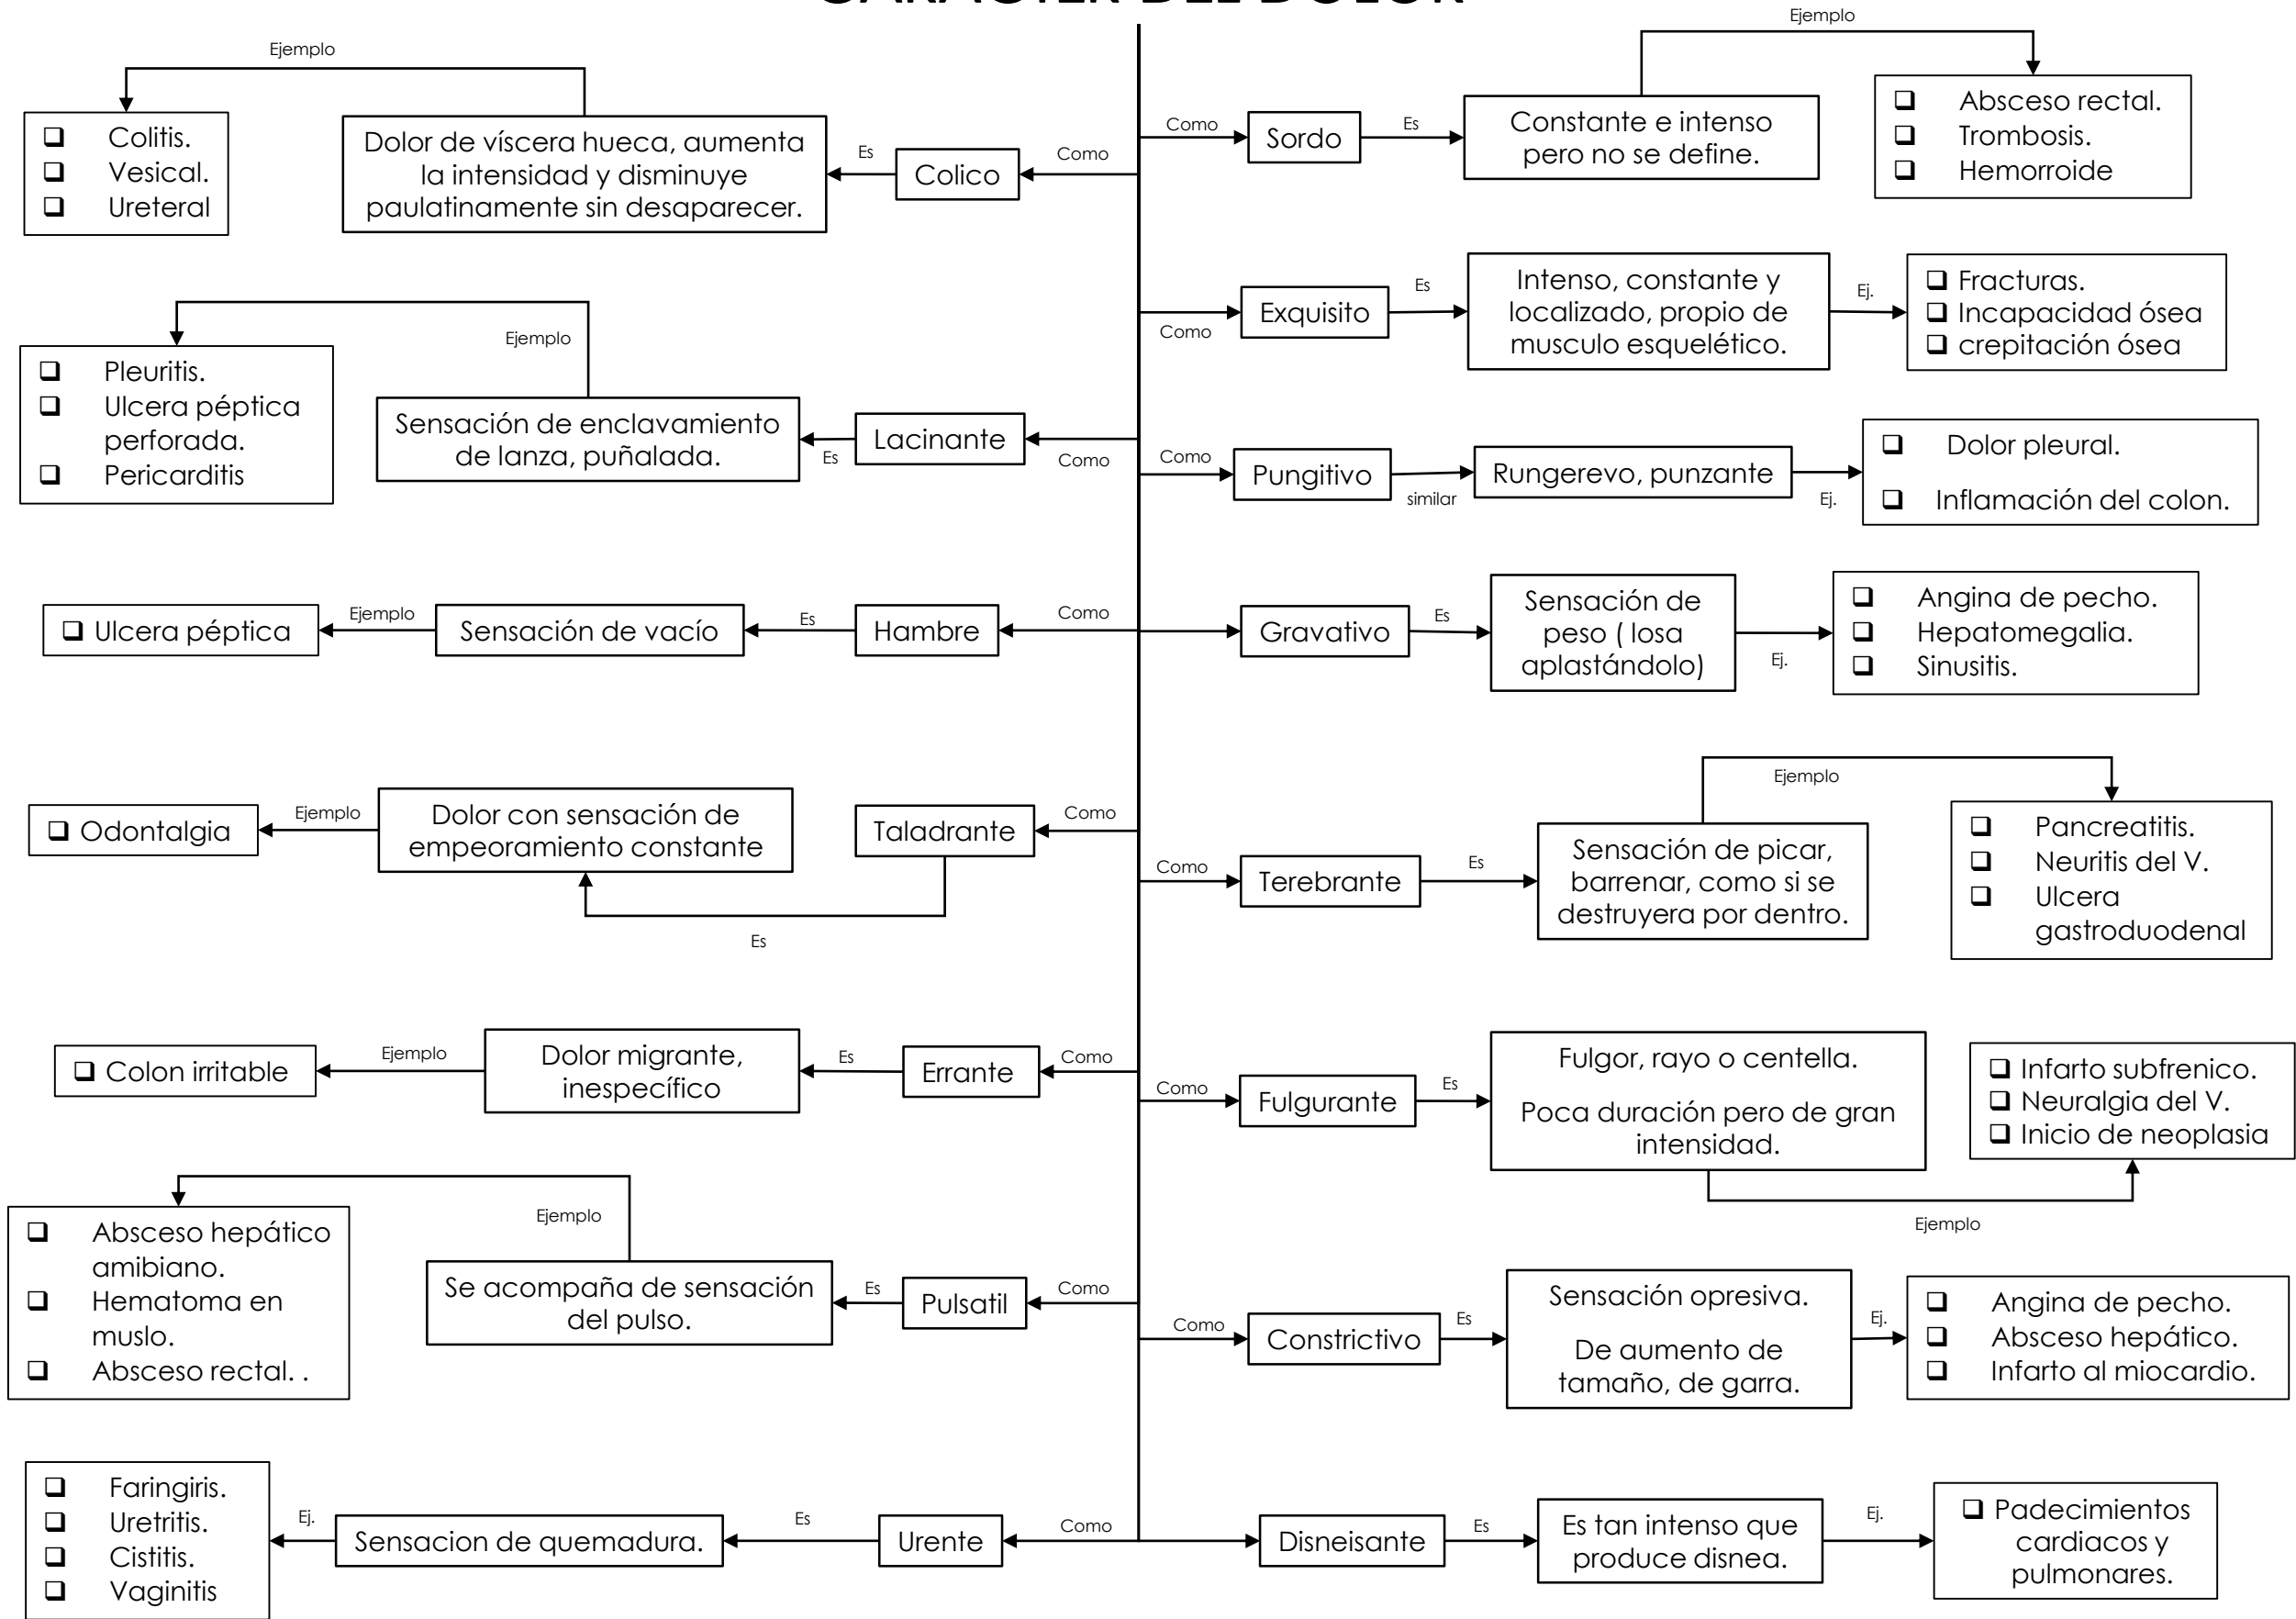 CARÁCTER DEL DOLOR
Ejemplo
Colitis.
Vesical.
Ureteral
Dolor de víscera hueca, aumenta
la intensidad y disminuye
paulatinamente sin desaparecer.
Es
Colico
Como
Ejemplo
Pleuritis.
Ulcera péptica
perforada.
Pericarditis
Sensación de enclavamiento
de lanza, puñalada.
Es
Lacinante
Como
Ulcera péptica
Ejemplo
Sensación de vacío
Es
Hambre
Como
Odontalgia
Ejemplo
Dolor con sensación de
empeoramiento constante
Taladrante
Como
Es
Colon irritable
Ejemplo
Dolor migrante,
inespecífico
Es
Errante
Como
Ejemplo
Absceso hepático
amibiano.
Hematoma en
muslo.
Absceso rectal. .
Se acompaña de sensación
del pulso.
Es
Pulsatil
Como
Faringiris.
Uretritis.
Cistitis.
Vaginitis
Ej.
Sensacion de quemadura.
Es
Urente
Como
Como
Sordo
Es
Constante e intenso
pero no se define.
Ejemplo
Absceso rectal.
Trombosis.
Hemorroide
Como
Exquisito
Es
Intenso, constante y
localizado, propio de
musculo esquelético.
Ej.
Fracturas.
Incapacidad ósea
crepitación ósea
Como
Pungitivo
similar
Rungerevo, punzante
Ej.
Dolor pleural.
Inflamación del colon.
Gravativo
Es
Sensación de
peso ( losa
aplastándolo)
Ej.
Angina de pecho.
Hepatomegalia.
Sinusitis.
Como
Terebrante
Es
Sensación de picar,
barrenar, como si se
destruyera por dentro.
Ejemplo
Pancreatitis.
Neuritis del V.
Ulcera
gastroduodenal
Como
Fulgurante
Es
Fulgor, rayo o centella.
Poca duración pero de gran
intensidad.
Ejemplo
Infarto subfrenico.
Neuralgia del V.
Inicio de neoplasia
Como
Constrictivo
Es
Sensación opresiva.
De aumento de
tamaño, de garra.
Ej.
Angina de pecho.
Absceso hepático.
Infarto al miocardio.
Disneisante
Es
Es tan intenso que
produce disnea.
Ej.
Padecimientos
cardiacos y
pulmonares.